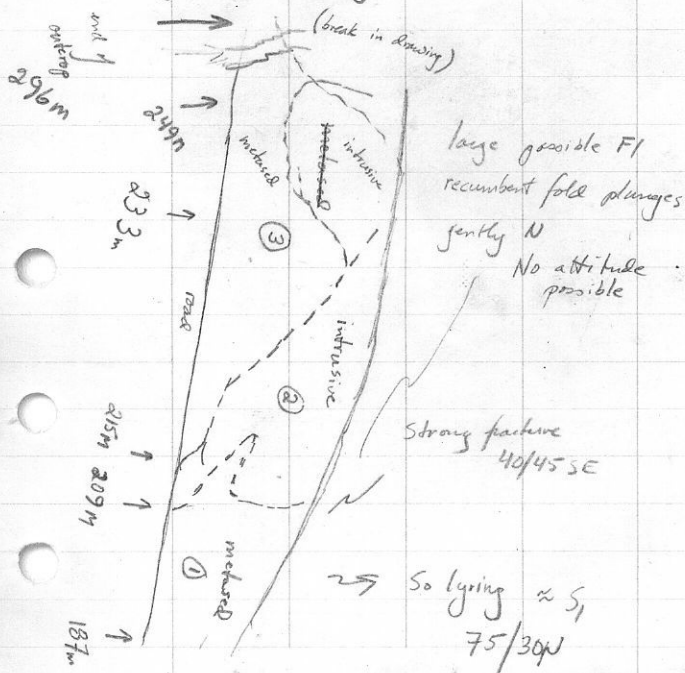 (break in drawing)
end of
outcrop
296m
249m
metased
metased
intrusive
large possible F1
recumbent fold plunges
gently N
No attitude
possible
233m
③
road
intrusive
②
Strong fracture
40/45 SE
215m
209m
metased
①
So lyring ≈ S1
75/30N
187m